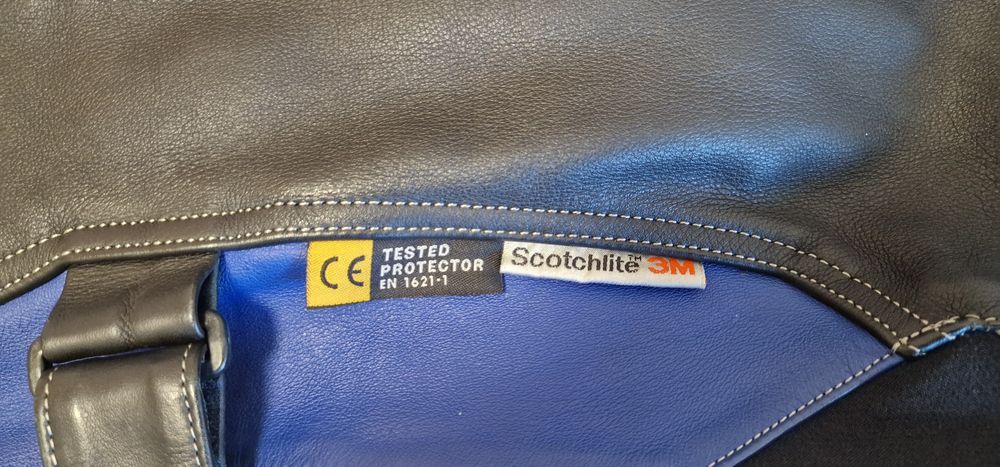 CE
TESTED
PROTECTOR
EN 1621-1
Scotchlite™ 3M